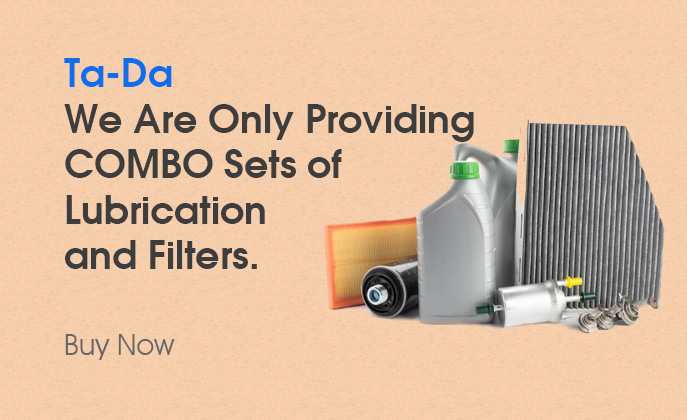 Ta-Da
We Are Only Providing
COMBO Sets of
Lubrication
and Filters.
Buy Now